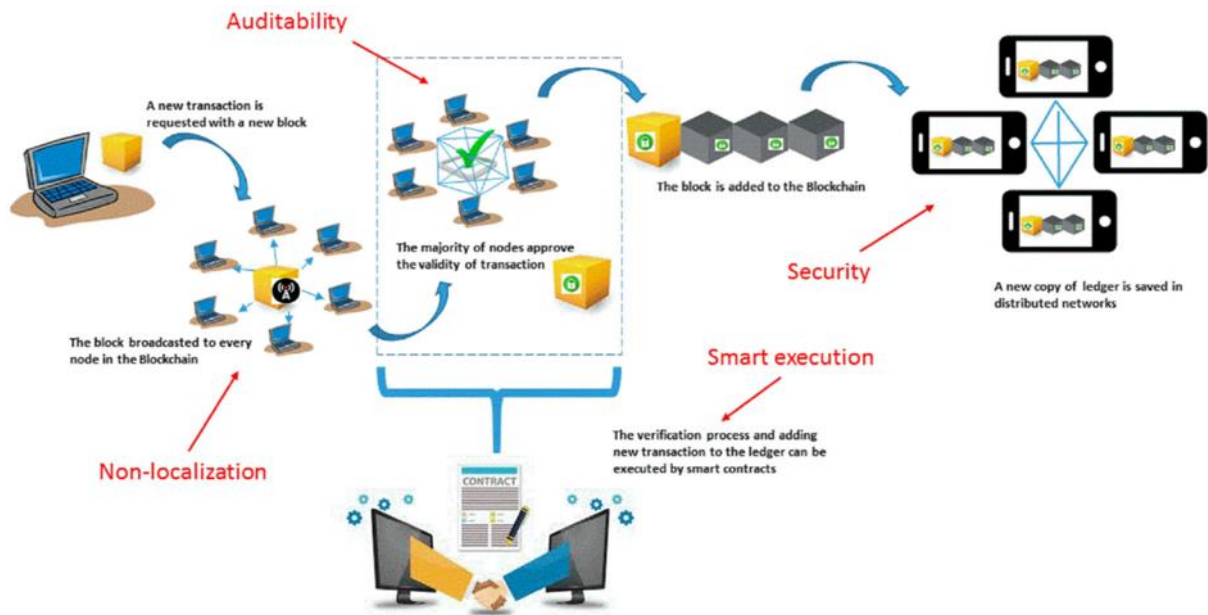 Auditability
A new transaction is
requested with a new block
The block broadcasted to every
node in the Blockchain
Non-localization
The majority of nodes approve
the validity of transaction
The block is added to the Blockchain
Security
A new copy of ledger is saved in
distributed networks
Smart execution
The verification process and adding
new transaction to the ledger can be
executed by smart contracts
CONTRACT